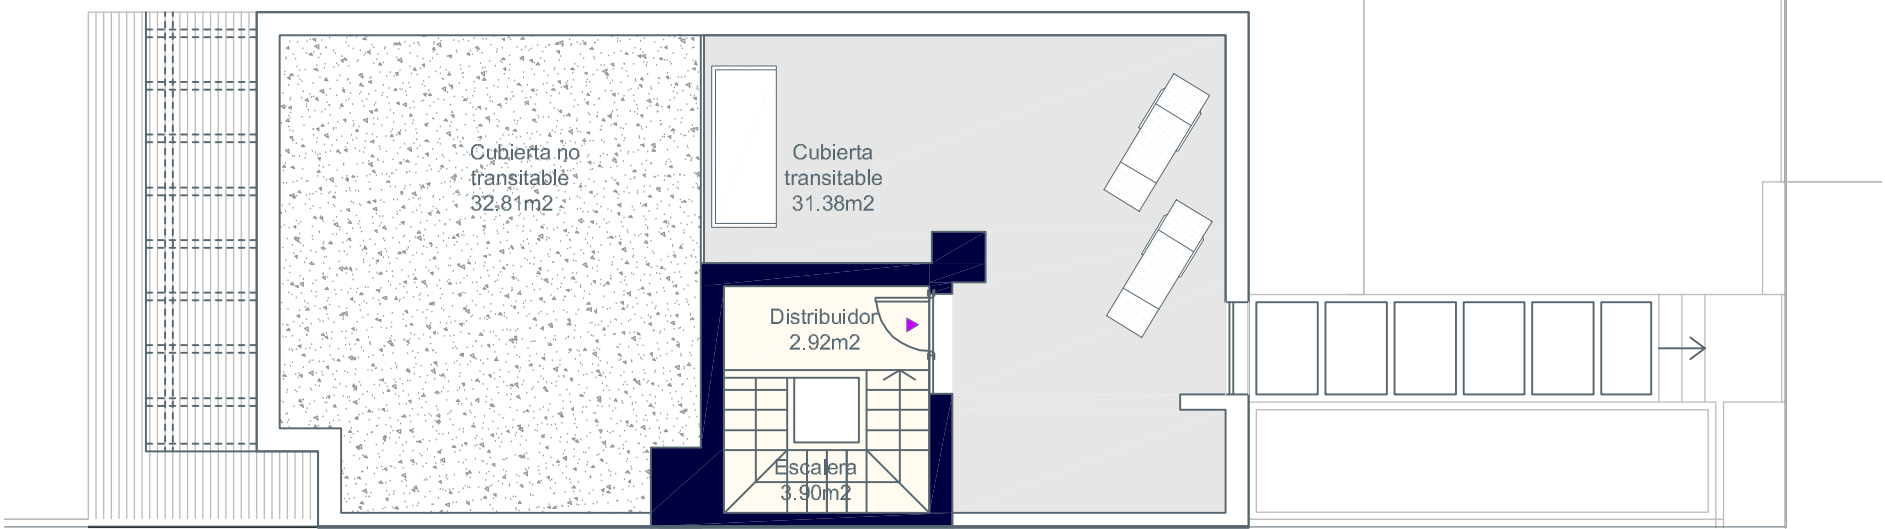 Cubierta no
transitable
32.81m2
Cubierta
transitable
31.38m2
Distribuidor
2.92m2
Escalera
3.90m2